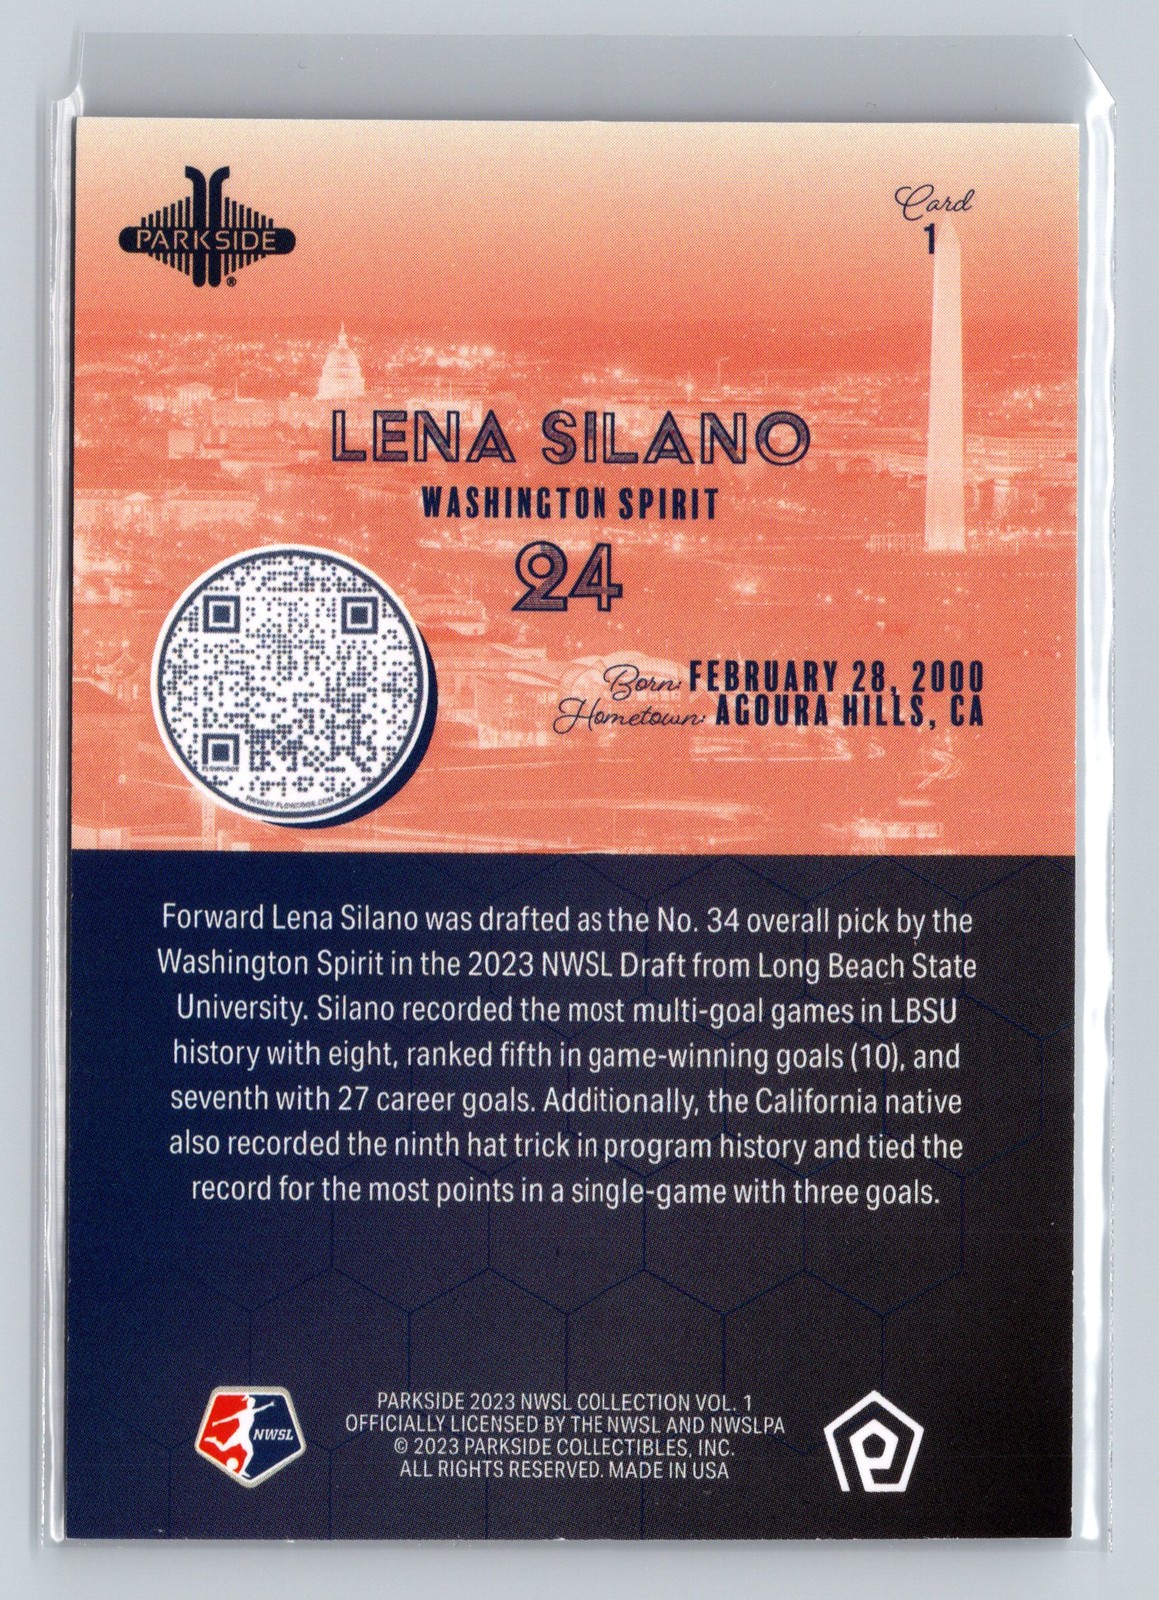 PARKSIDE
®
Card
1
LENA SILANO
WASHINGTON SPIRIT
24
Born: FEBRUARY 28, 2000
Hometown: AGOURA HILLS, CA
FLOWCODE
PRIVACY.FLOWCODE.COM
Forward Lena Silano was drafted as the No. 34 overall pick by the
Washington Spirit in the 2023 NWSL Draft from Long Beach State
University. Silano recorded the most multi-goal games in LBSU
history with eight, ranked fifth in game-winning goals (10), and
seventh with 27 career goals. Additionally, the California native
also recorded the ninth hat trick in program history and tied the
record for the most points in a single-game with three goals.
NWSL
PARKSIDE 2023 NWSL COLLECTION VOL. 1
OFFICIALLY LICENSED BY THE NWSL AND NWSLPA
© 2023 PARKSIDE COLLECTIBLES, INC.
ALL RIGHTS RESERVED. MADE IN USA